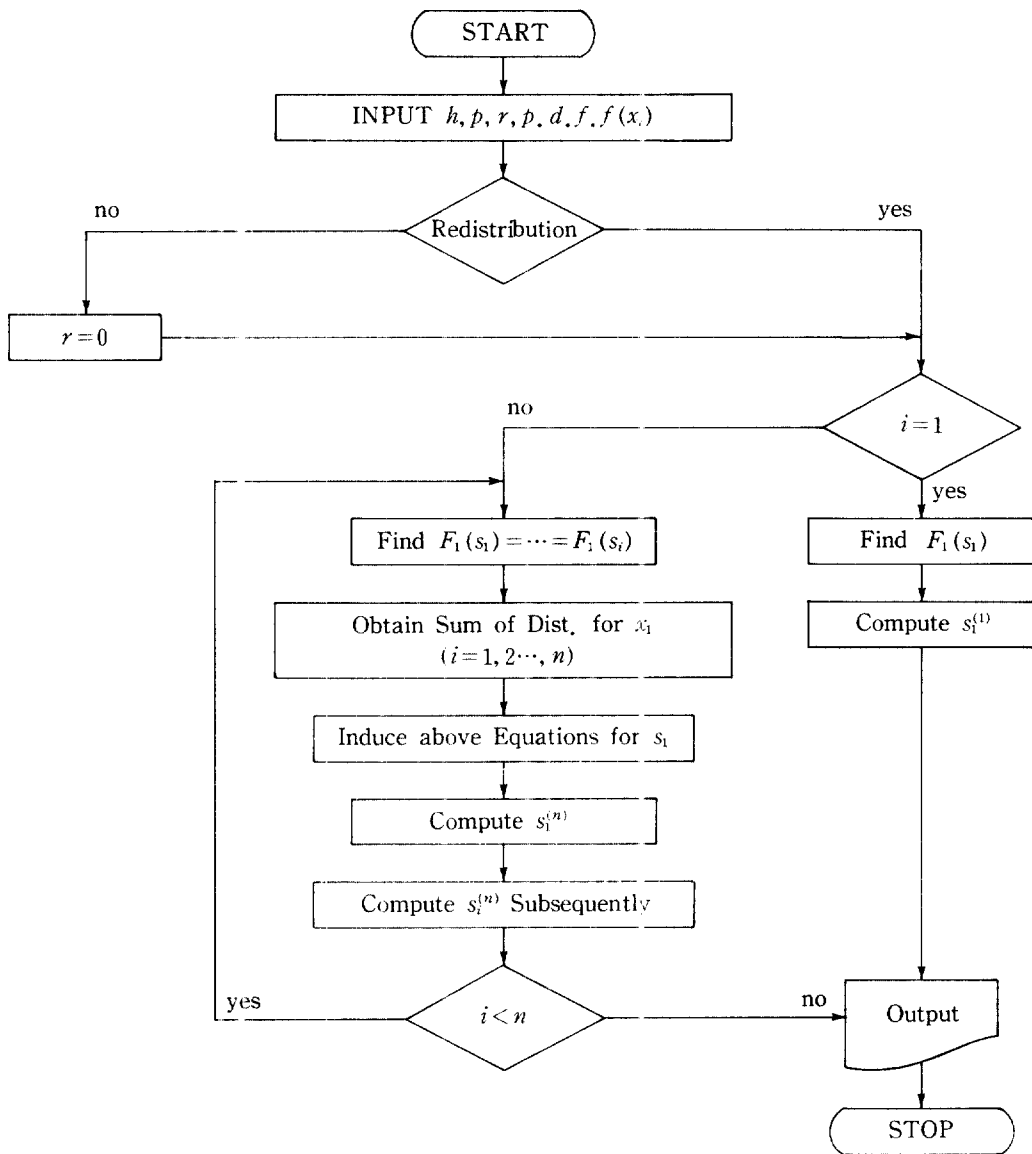 START
INPUT h, p, r, p. d. f. f(x.)
no
yes
Redistribution
r=0
no
i=1
yes
Find F₁(s₁)=⋯=F₁(sᵢ)
Find F₁(s₁)
Obtain Sum of Dist. for x₁
(i=1, 2⋯, n)
Compute s₁⁽¹⁾
Induce above Equations for s₁
Compute s₁⁽ⁿ⁾
Compute sᵢ⁽ⁿ⁾ Subsequently
yes
i<n
no
Output
STOP